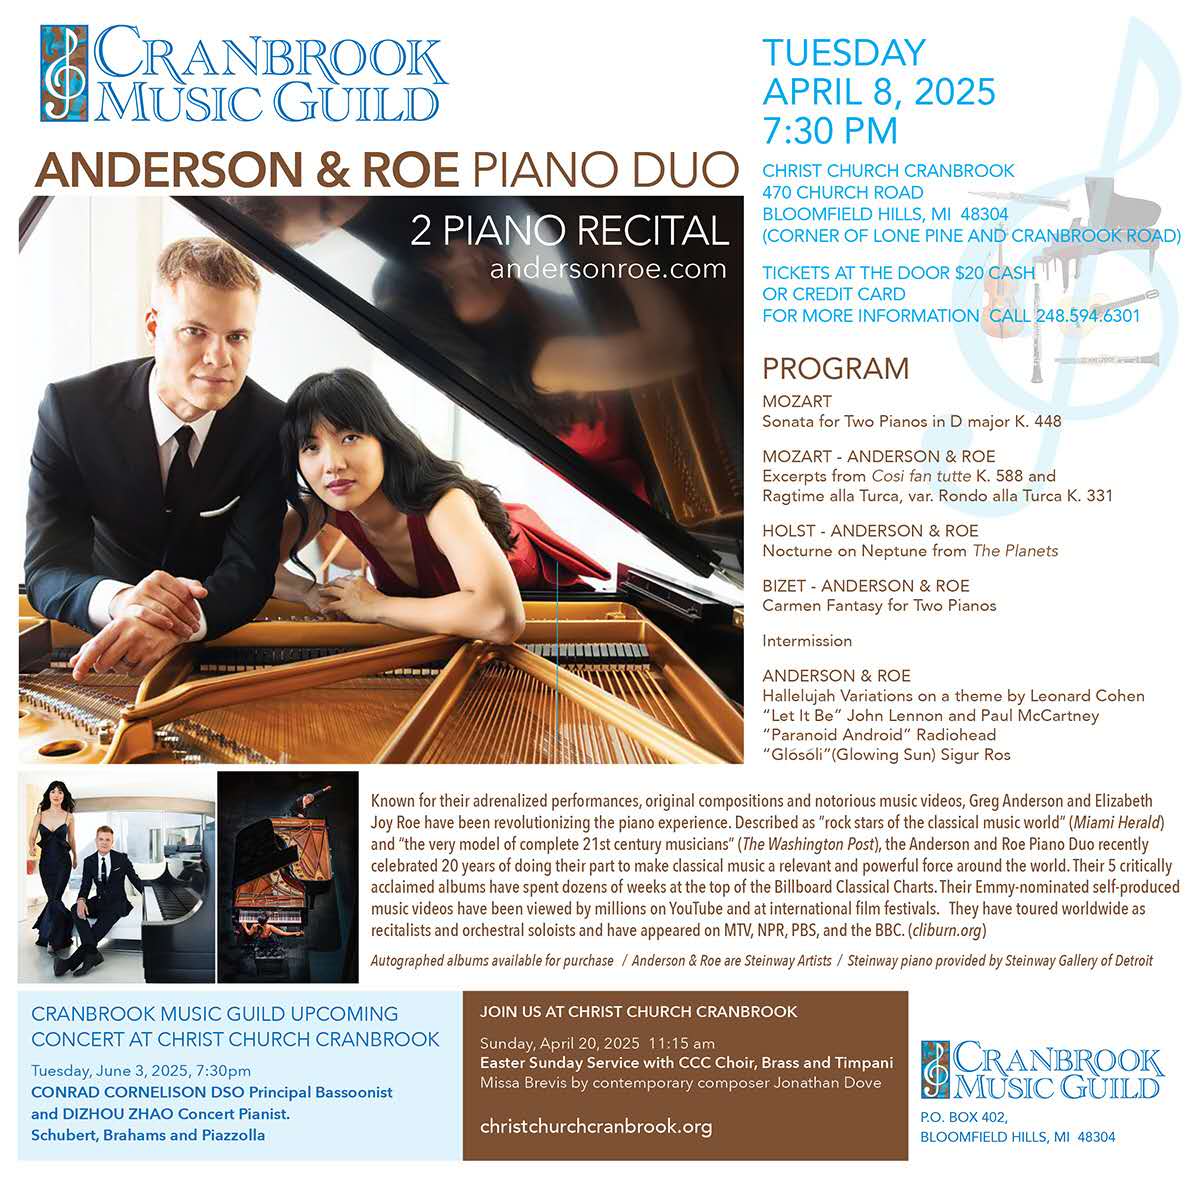 CRANBROOK
MUSIC GUILD
ANDERSON & ROE PIANO DUO
2 PIANO RECITAL
andersonroe.com
TUESDAY
APRIL 8, 2025
7:30 PM
CHRIST CHURCH CRANBROOK
470 CHURCH ROAD
BLOOMFIELD HILLS, MI 48304
(CORNER OF LONE PINE AND CRANBROOK ROAD)
TICKETS AT THE DOOR $20 CASH
OR CREDIT CARD
FOR MORE INFORMATION CALL 248.594.6301
PROGRAM
MOZART
Sonata for Two Pianos in D major K. 448
MOZART - ANDERSON & ROE
Excerpts from Cosi fan tutte K. 588 and
Ragtime alla Turca, var. Rondo alla Turca K. 331
HOLST - ANDERSON & ROE
Nocturne on Neptune from The Planets
BIZET - ANDERSON & ROE
Carmen Fantasy for Two Pianos
Intermission
ANDERSON & ROE
Hallelujah Variations on a theme by Leonard Cohen
“Let It Be” John Lennon and Paul McCartney
“Paranoid Android” Radiohead
“Glósóli”(Glowing Sun) Sigur Ros
Known for their adrenalized performances, original compositions and notorious music videos, Greg Anderson and Elizabeth
Joy Roe have been revolutionizing the piano experience. Described as "rock stars of the classical music world" (Miami Herald)
and "the very model of complete 21st century musicians" (The Washington Post), the Anderson and Roe Piano Duo recently
celebrated 20 years of doing their part to make classical music a relevant and powerful force around the world. Their 5 critically
acclaimed albums have spent dozens of weeks at the top of the Billboard Classical Charts. Their Emmy-nominated self-produced
music videos have been viewed by millions on YouTube and at international film festivals. They have toured worldwide as
recitalists and orchestral soloists and have appeared on MTV, NPR, PBS, and the BBC. (cliburn.org)
Autographed albums available for purchase / Anderson & Roe are Steinway Artists / Steinway piano provided by Steinway Gallery of Detroit
CRANBROOK MUSIC GUILD UPCOMING
CONCERT AT CHRIST CHURCH CRANBROOK
Tuesday, June 3, 2025, 7:30pm
CONRAD CORNELISON DSO Principal Bassoonist
and DIZHOU ZHAO Concert Pianist.
Schubert, Brahams and Piazzolla
JOIN US AT CHRIST CHURCH CRANBROOK
Sunday, April 20, 2025 11:15 am
Easter Sunday Service with CCC Choir, Brass and Timpani
Missa Brevis by contemporary composer Jonathan Dove
christchurchcranbrook.org
CRANBROOK
MUSIC GUILD
P.O. BOX 402,
BLOOMFIELD HILLS, MI 48304